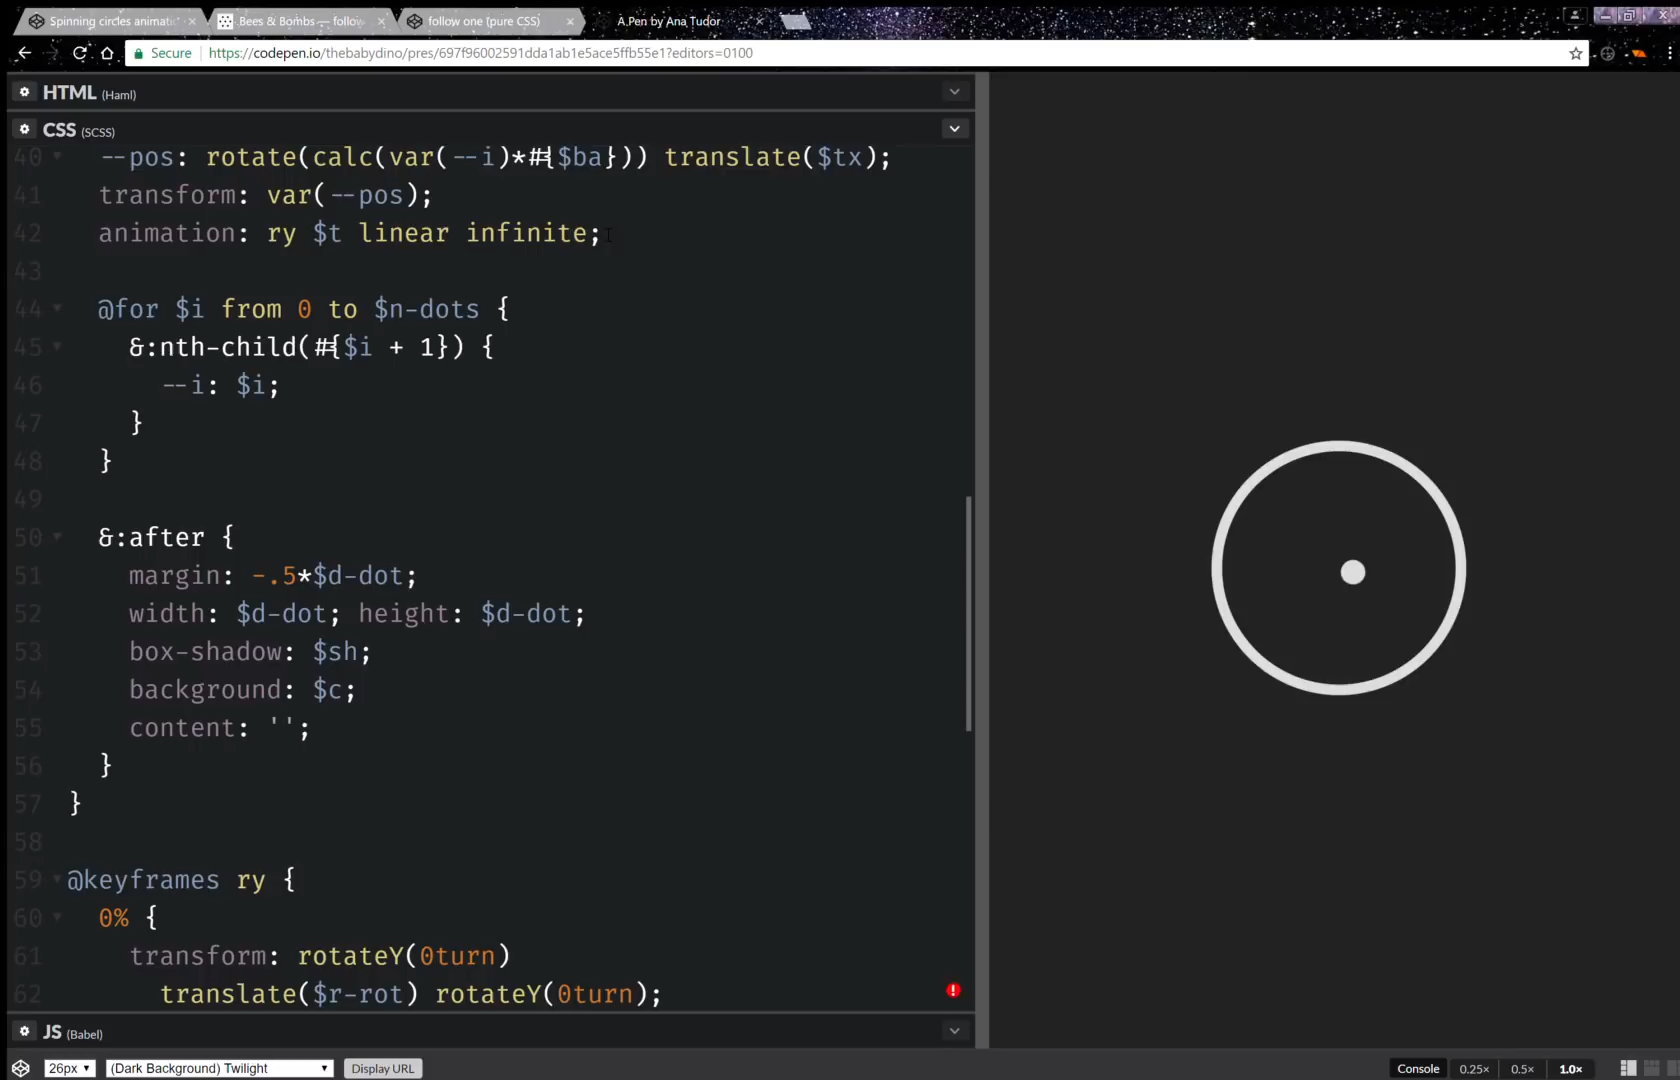 Spinning circles animatic
Bees & Bombs — follow
follow one (pure CSS)
A Pen by Ana Tudor
Secure https://codepen.io/thebabydino/pres/697f96002591dda1ab1e5ace5ffb55e1?editors=0100
HTML (Haml)
CSS (SCSS)
40 --pos: rotate(calc(var(--i)*#{$ba})) translate($tx);
41 transform: var(--pos);
42 animation: ry $t linear infinite;
43
44 @for $i from 0 to $n-dots {
45 &:nth-child(#{$i + 1}) {
46 --i: $i;
47 }
48 }
49
50 &:after {
51 margin: -.5*$d-dot;
52 width: $d-dot; height: $d-dot;
53 box-shadow: $sh;
54 background: $c;
55 content: '';
56 }
57 }
58
59 @keyframes ry {
60 0% {
61 transform: rotateY(0turn)
62 translate($r-rot) rotateY(0turn);
JS (Babel)
26px (Dark Background) Twilight Display URL Console 0.25× 0.5× 1.0×